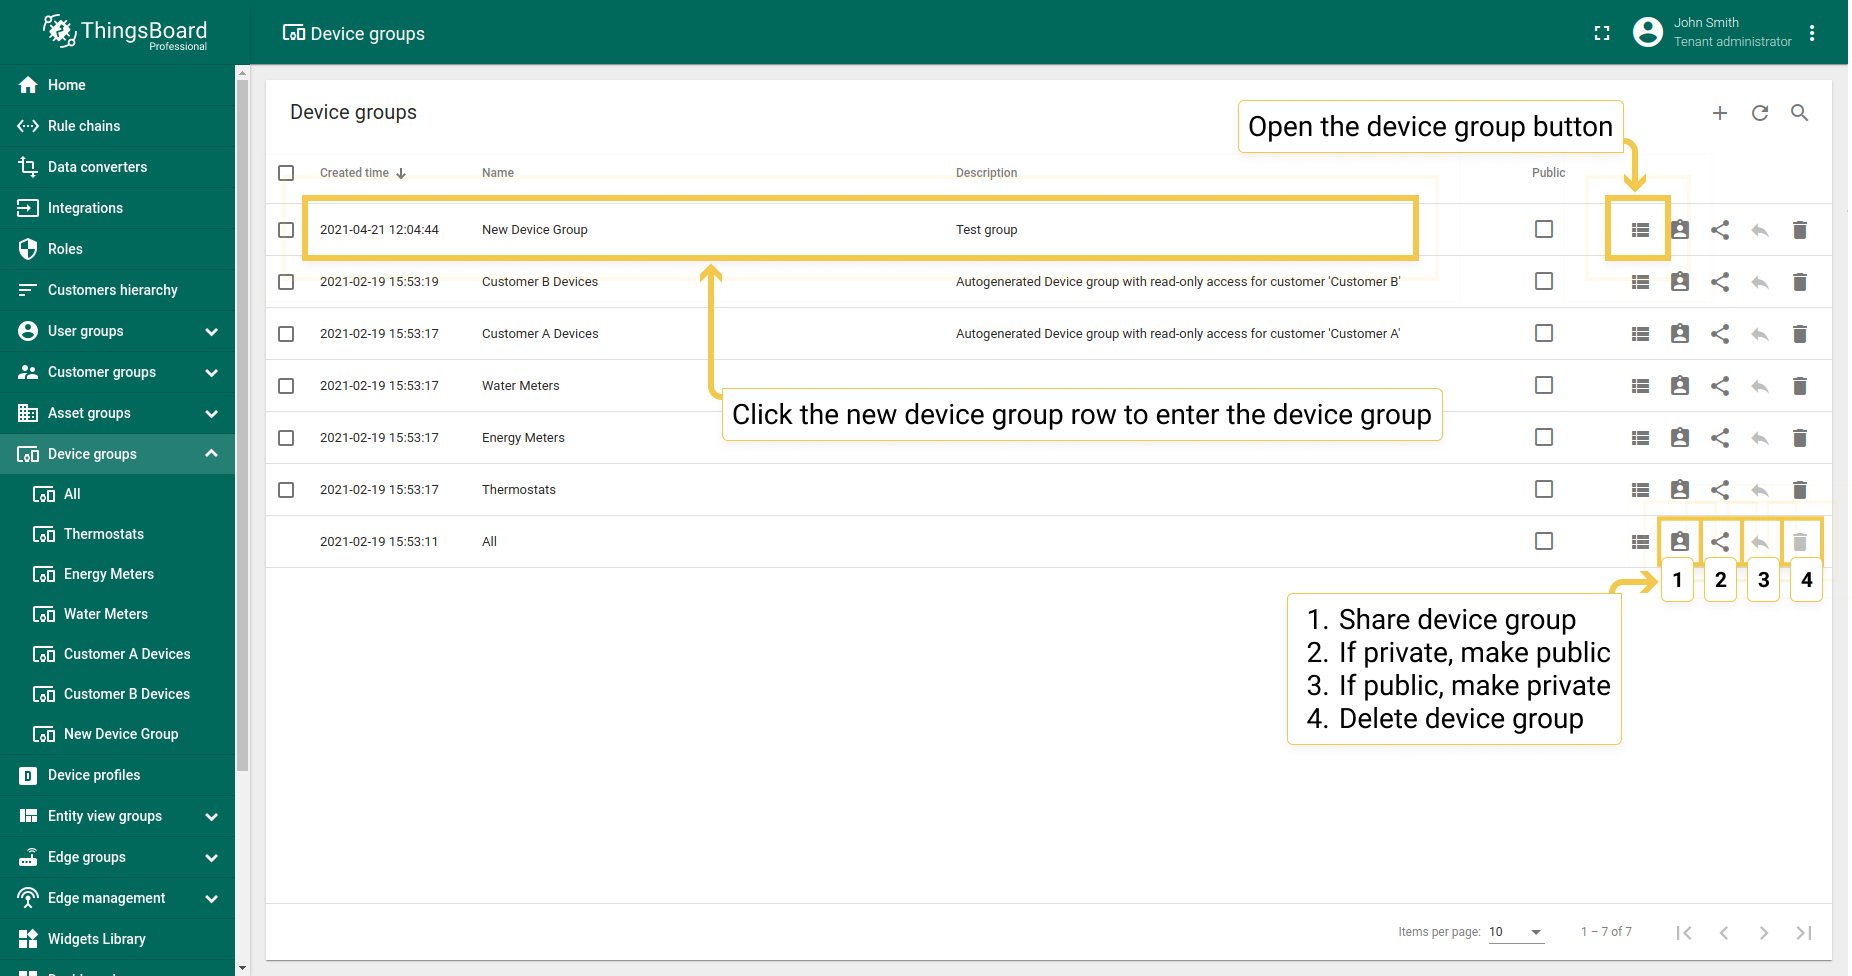 ThingsBoard
Professional
Device groups
John Smith
Tenant administrator
Home
Rule chains
Data converters
Integrations
Roles
Customers hierarchy
User groups
Customer groups
Asset groups
Device groups
All
Thermostats
Energy Meters
Water Meters
Customer A Devices
Customer B Devices
New Device Group
Device profiles
Entity view groups
Edge groups
Edge management
Widgets Library
Device groups
Open the device group button
Created time Name Description Public
2021-04-21 12:04:44 New Device Group Test group
2021-02-19 15:53:19 Customer B Devices Autogenerated Device group with read-only access for customer 'Customer B'
2021-02-19 15:53:17 Customer A Devices Autogenerated Device group with read-only access for customer 'Customer A'
2021-02-19 15:53:17 Water Meters
Click the new device group row to enter the device group
2021-02-19 15:53:17 Energy Meters
2021-02-19 15:53:17 Thermostats
2021-02-19 15:53:11 All
1 2 3 4
1. Share device group
2. If private, make public
3. If public, make private
4. Delete device group
Items per page: 10 1 – 7 of 7